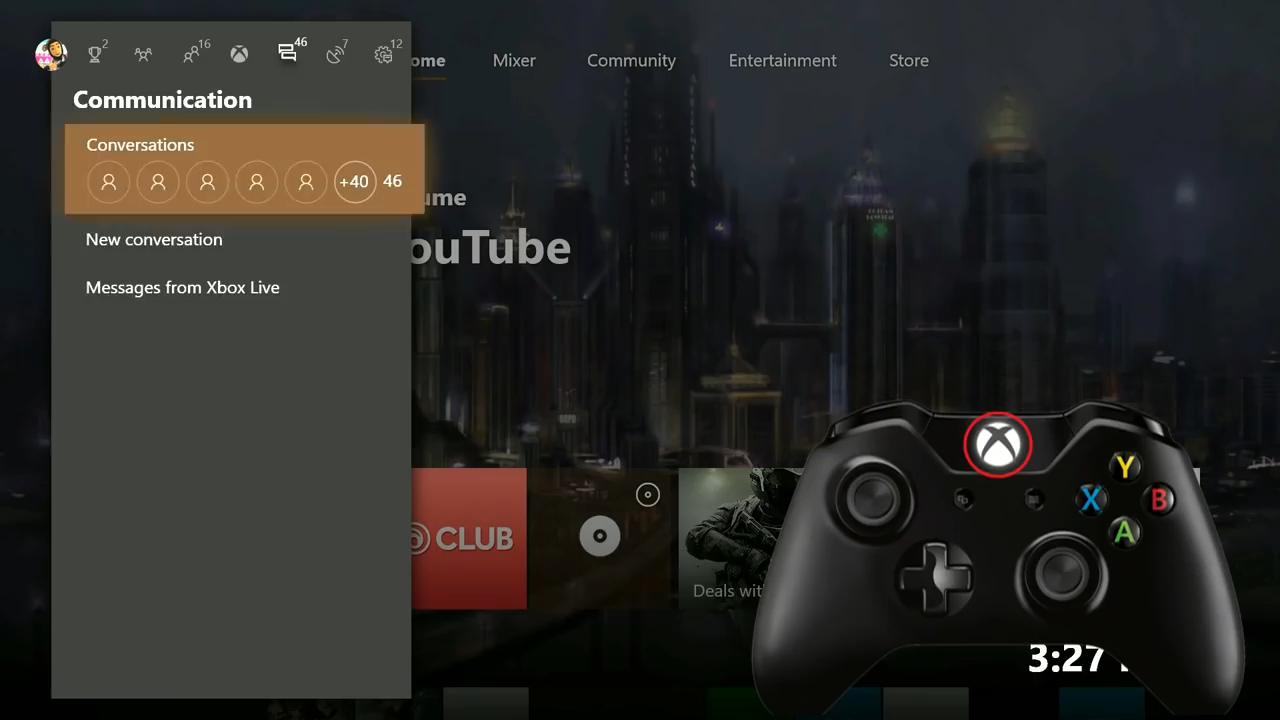 2 16 46 7 12
ome Mixer Community Entertainment Store
Communication
Conversations
+40 46
New conversation
Messages from Xbox Live
ume
ouTube
CLUB
Deals wit
Y
X B
A
3:27